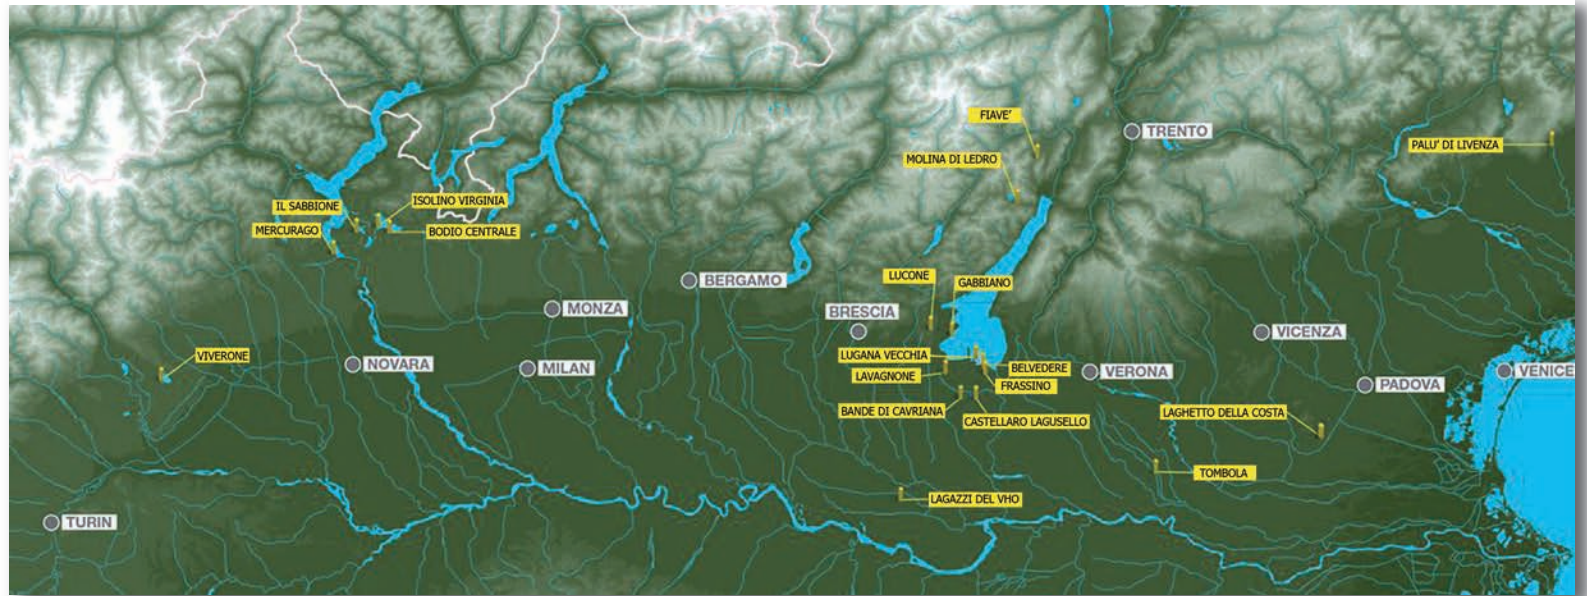 FIAVE'
TRENTO
PALU' DI LIVENZA
MOLINA DI LEDRO
ISOLINO VIRGINIA
IL SABBIONE
MERCURAGO
BODIO CENTRALE
LUCONE
BERGAMO
GABBIANO
MONZA
BRESCIA
VICENZA
VIVERONE
LUGANA VECCHIA
NOVARA
MILAN
BELVEDERE
VERONA
VENICE
LAVAGNONE
FRASSINO
PADOVA
BANDE DI CAVRIANA
LAGHETTO DELLA COSTA
CASTELLARO LAGUSELLO
TOMBOLA
LAGAZZI DEL VHO
TURIN